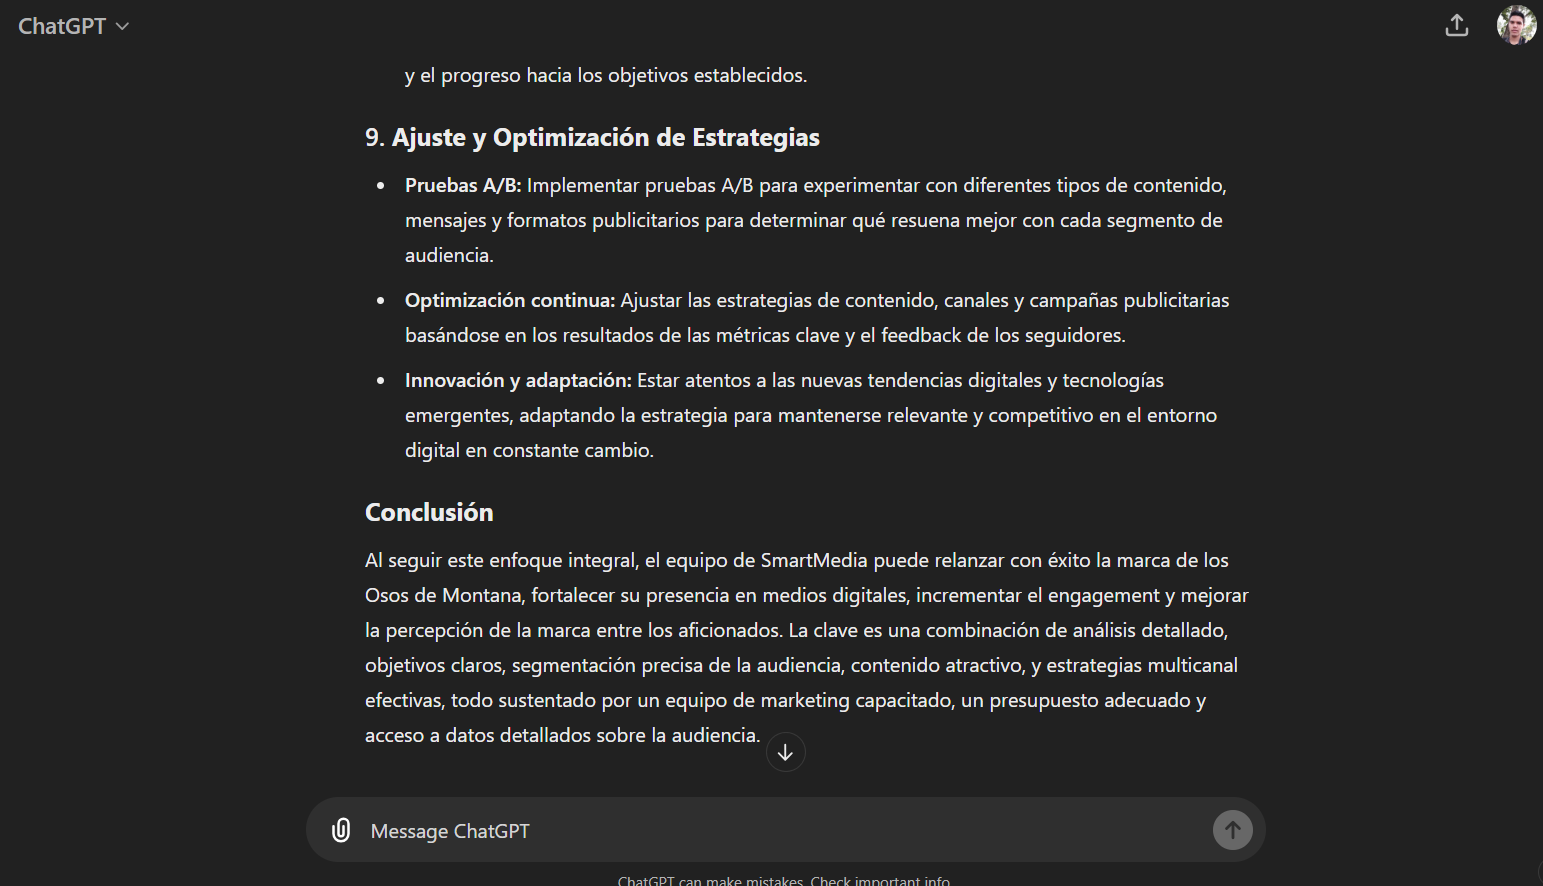 ChatGPT
y el progreso hacia los objetivos establecidos.
9. Ajuste y Optimización de Estrategias
Pruebas A/B: Implementar pruebas A/B para experimentar con diferentes tipos de contenido,
mensajes y formatos publicitarios para determinar qué resuena mejor con cada segmento de
audiencia.
Optimización continua: Ajustar las estrategias de contenido, canales y campañas publicitarias
basándose en los resultados de las métricas clave y el feedback de los seguidores.
Innovación y adaptación: Estar atentos a las nuevas tendencias digitales y tecnologías
emergentes, adaptando la estrategia para mantenerse relevante y competitivo en el entorno
digital en constante cambio.
Conclusión
Al seguir este enfoque integral, el equipo de SmartMedia puede relanzar con éxito la marca de los
Osos de Montana, fortalecer su presencia en medios digitales, incrementar el engagement y mejorar
la percepción de la marca entre los aficionados. La clave es una combinación de análisis detallado,
objetivos claros, segmentación precisa de la audiencia, contenido atractivo, y estrategias multicanal
efectivas, todo sustentado por un equipo de marketing capacitado, un presupuesto adecuado y
acceso a datos detallados sobre la audiencia.
Message ChatGPT
ChatGPT can make mistakes. Check important info.